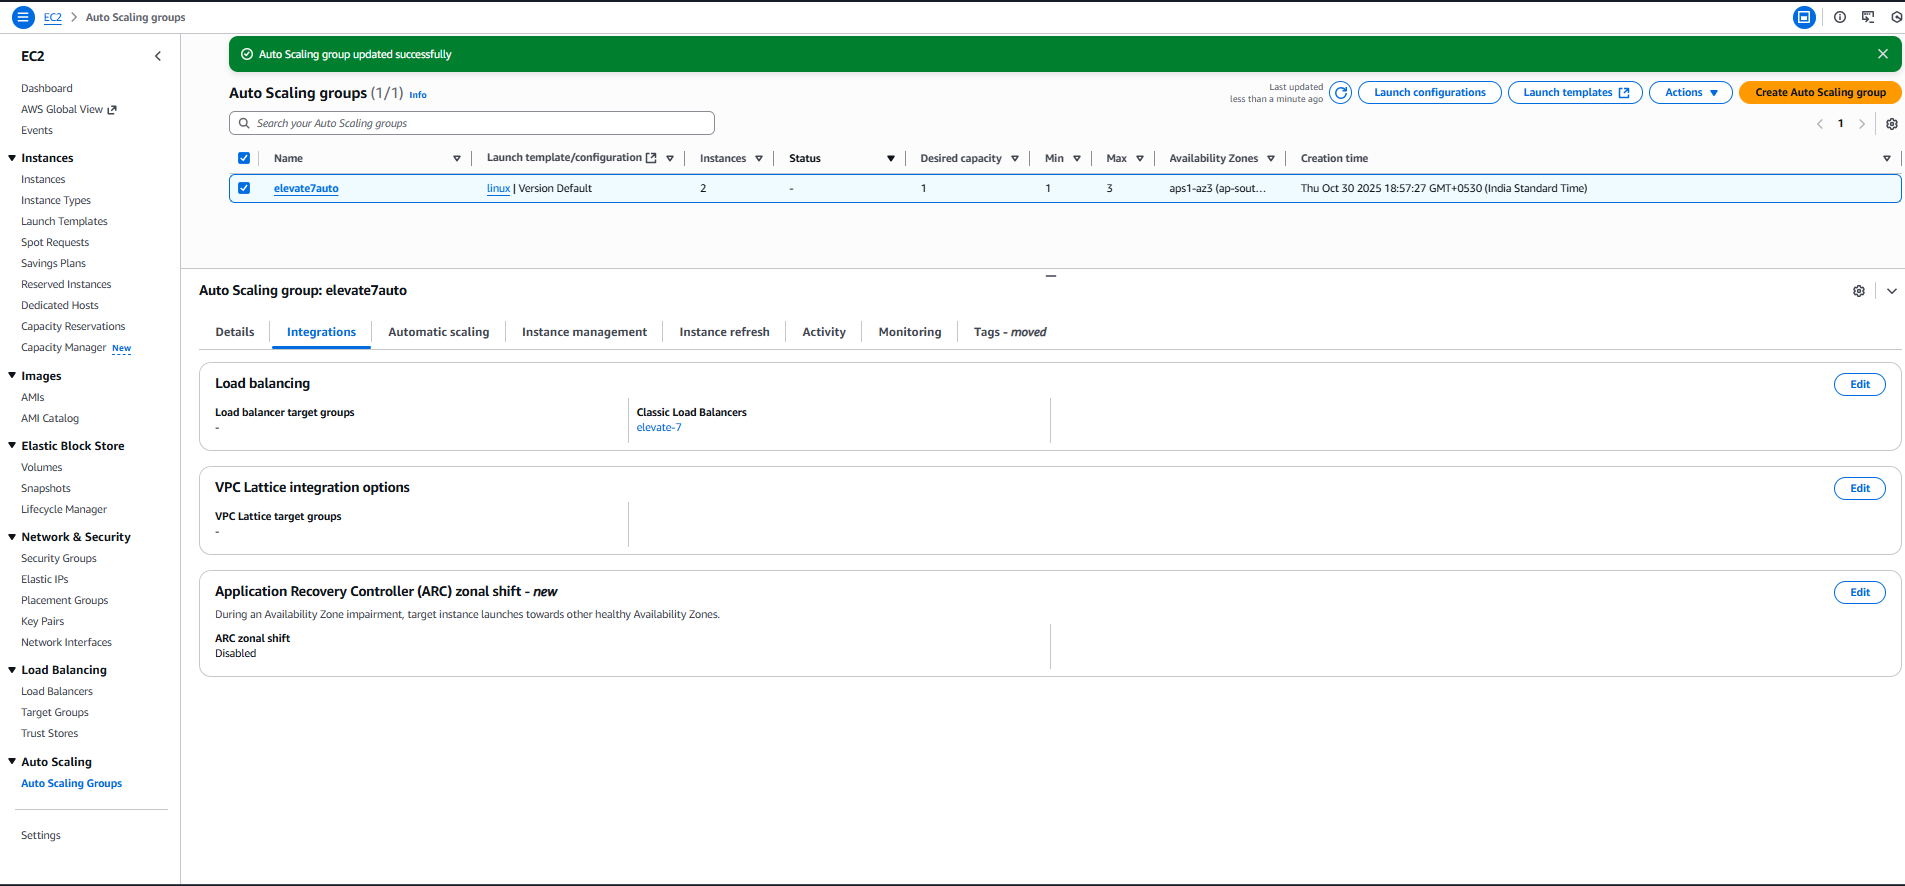 EC2 > Auto Scaling groups
EC2
Dashboard
AWS Global View
Events
Instances
Instances
Instance Types
Launch Templates
Spot Requests
Savings Plans
Reserved Instances
Dedicated Hosts
Capacity Reservations
Capacity Manager New
Images
AMIs
AMI Catalog
Elastic Block Store
Volumes
Snapshots
Lifecycle Manager
Network & Security
Security Groups
Elastic IPs
Placement Groups
Key Pairs
Network Interfaces
Load Balancing
Load Balancers
Target Groups
Trust Stores
Auto Scaling
Auto Scaling Groups
Settings
Auto Scaling group updated successfully
Auto Scaling groups (1/1) Info
Last updated
less than a minute ago
Launch configurations
Launch templates
Actions
Create Auto Scaling group
Search your Auto Scaling groups
1
Name Launch template/configuration Instances Status Desired capacity Min Max Availability Zones Creation time
elevate7auto linux | Version Default 2 - 1 1 3 aps1-az3 (ap-sout... Thu Oct 30 2025 18:57:27 GMT+0530 (India Standard Time)
Auto Scaling group: elevate7auto
Details Integrations Automatic scaling Instance management Instance refresh Activity Monitoring Tags - moved
Load balancing
Edit
Load balancer target groups
-
Classic Load Balancers
elevate-7
VPC Lattice integration options
Edit
VPC Lattice target groups
-
Application Recovery Controller (ARC) zonal shift - new
Edit
During an Availability Zone impairment, target instance launches towards other healthy Availability Zones.
ARC zonal shift
Disabled